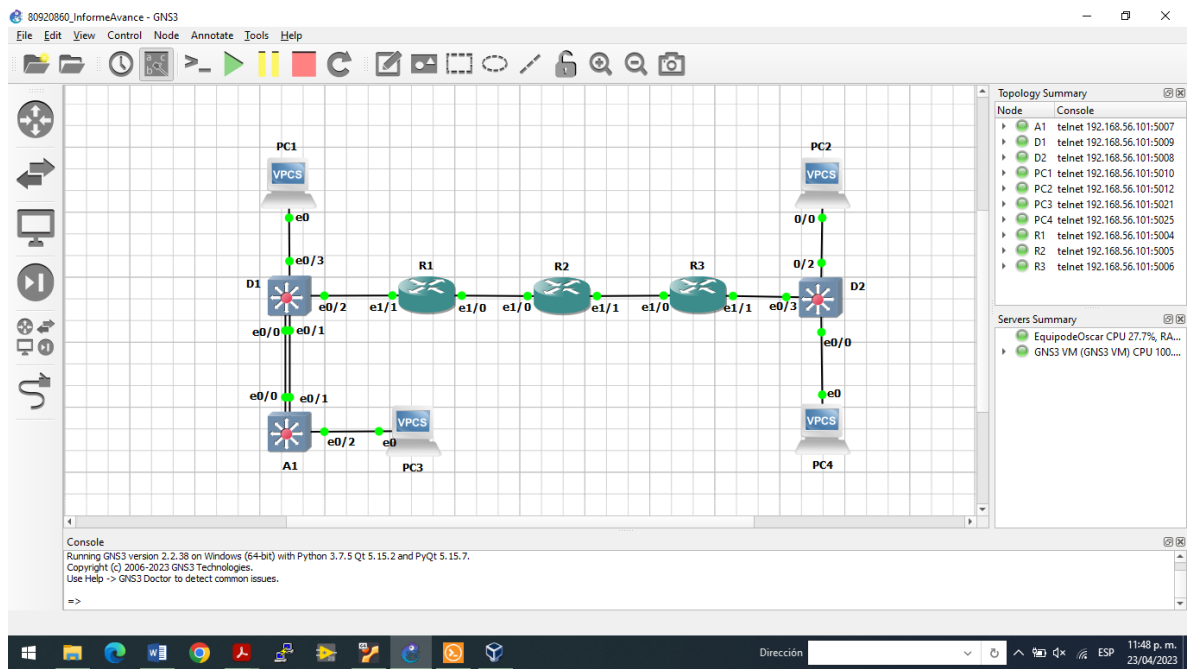 80920860_InformeAvance - GNS3
File Edit View Control Node Annotate Tools Help
Topology Summary
Node Console
A1 telnet 192.168.56.101:5007
D1 telnet 192.168.56.101:5009
D2 telnet 192.168.56.101:5008
PC1 telnet 192.168.56.101:5010
PC2 telnet 192.168.56.101:5012
PC3 telnet 192.168.56.101:5021
PC4 telnet 192.168.56.101:5025
R1 telnet 192.168.56.101:5004
R2 telnet 192.168.56.101:5005
R3 telnet 192.168.56.101:5006
Servers Summary
EquipodeOscar CPU 27.7%, RA...
GNS3 VM (GNS3 VM) CPU 100....
PC1 PC2
VPCS VPCS
e0 0/0
e0/3 R1 R2 R3 0/2
D1 D2
e0/2 e1/1 e1/0 e1/0 e1/1 e1/0 e1/1 e0/3
e0/0 e0/1 e0/0
e0/0 e0/1 e0
VPCS VPCS
e0/2 e0
A1 PC3 PC4
Console
Running GNS3 version 2.2.38 on Windows (64-bit) with Python 3.7.5 Qt 5.15.2 and PyQt 5.15.7.
Copyright (c) 2006-2023 GNS3 Technologies.
Use Help -> GNS3 Doctor to detect common issues.
=>
Dirección ESP 11:48 p. m.
23/04/2023